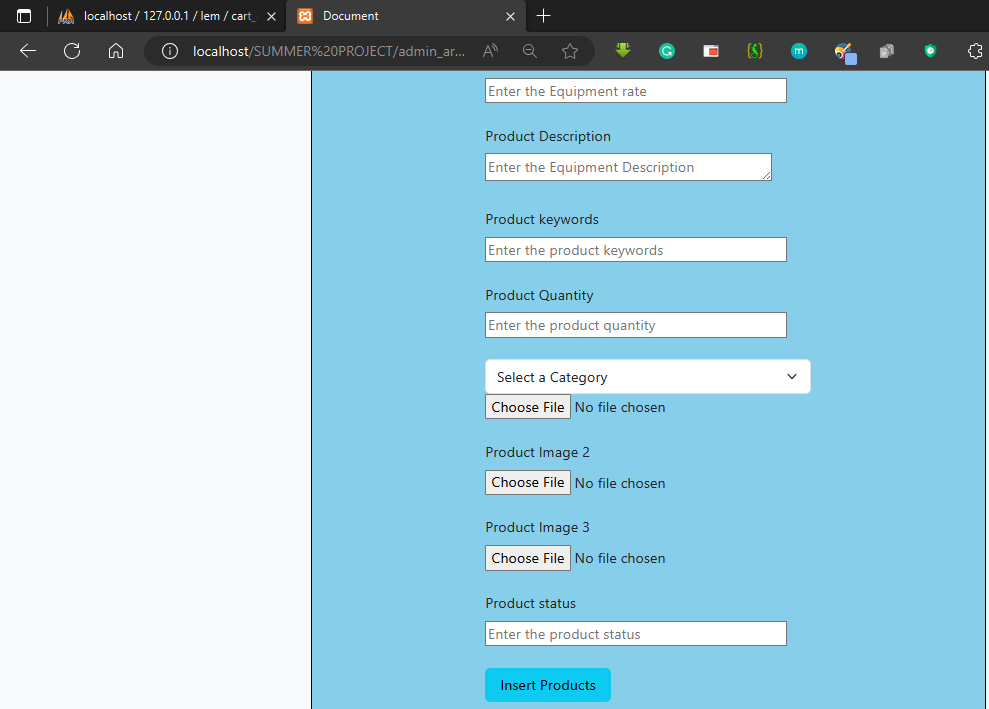 localhost / 127.0.0.1 / lem / cart_
Document
localhost/SUMMER%20PROJECT/admin_ar...
Enter the Equipment rate
Product Description
Enter the Equipment Description
Product keywords
Enter the product keywords
Product Quantity
Enter the product quantity
Select a Category
Choose File No file chosen
Product Image 2
Choose File No file chosen
Product Image 3
Choose File No file chosen
Product status
Enter the product status
Insert Products